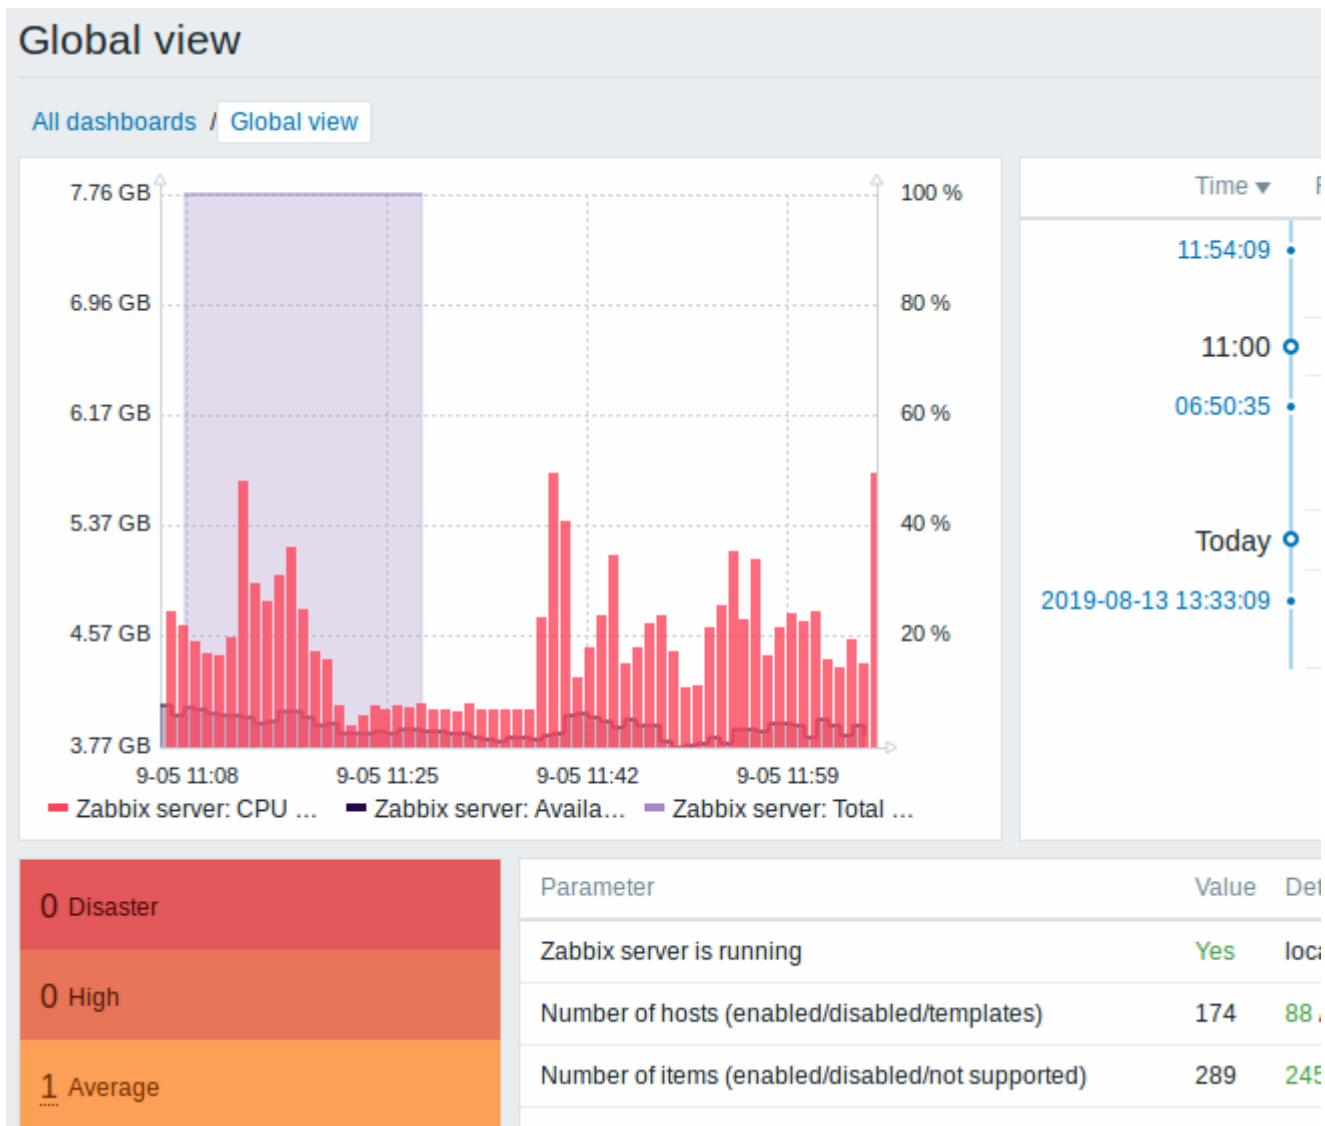 Global view
All dashboards / Global view
7.76 GB
6.96 GB
6.17 GB
5.37 GB
4.57 GB
3.77 GB
100 %
80 %
60 %
40 %
20 %
9-05 11:08 9-05 11:25 9-05 11:42 9-05 11:59
Zabbix server: CPU ... Zabbix server: Availa... Zabbix server: Total ...
Time
11:54:09
11:00
06:50:35
Today
2019-08-13 13:33:09
0 Disaster
0 High
1 Average
Parameter Value
Zabbix server is running Yes
Number of hosts (enabled/disabled/templates) 174 88
Number of items (enabled/disabled/not supported) 289 245